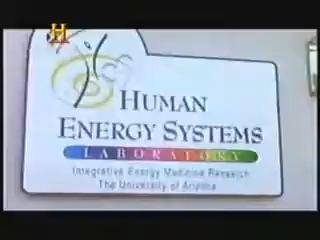 H
HUMAN
ENERGY SYSTEMS
LABORATORY
Integrative Energy Medicine Research
The University of Arizona